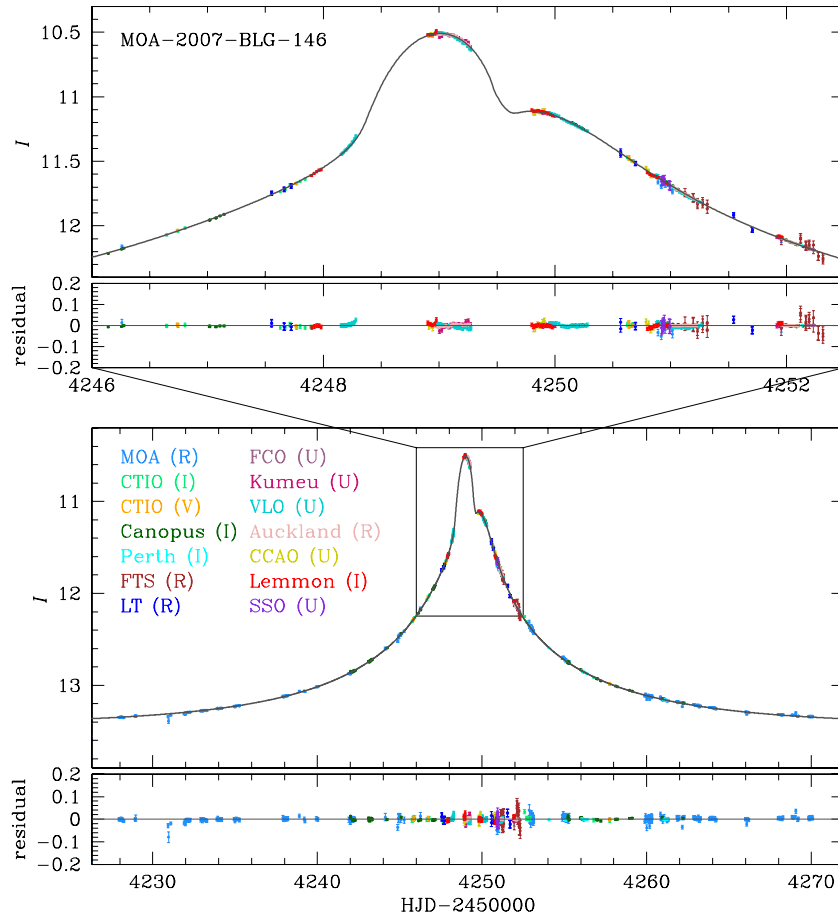 10.5
MOA-2007-BLG-146
11
I
11.5
12
0.2
0.1
residual
0
-0.1
-0.2
4246 4248 4250 4252
MOA (R) FCO (U)
CTIO (I) Kumeu (U)
CTIO (V) VLO (U)
Canopus (I) Auckland (R)
Perth (I) CCAO (U)
FTS (R) Lemmon (I)
LT (R) SSO (U)
11
I
12
13
0.2
0.1
residual
0
-0.1
-0.2
4230 4240 4250 4260 4270
HJD-2450000